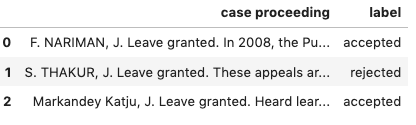 case proceeding label
0 F. NARIMAN, J. Leave granted. In 2008, the Pu... accepted
1 S. THAKUR, J. Leave granted. These appeals ar... rejected
2 Markandey Katju, J. Leave granted. Heard lear... accepted